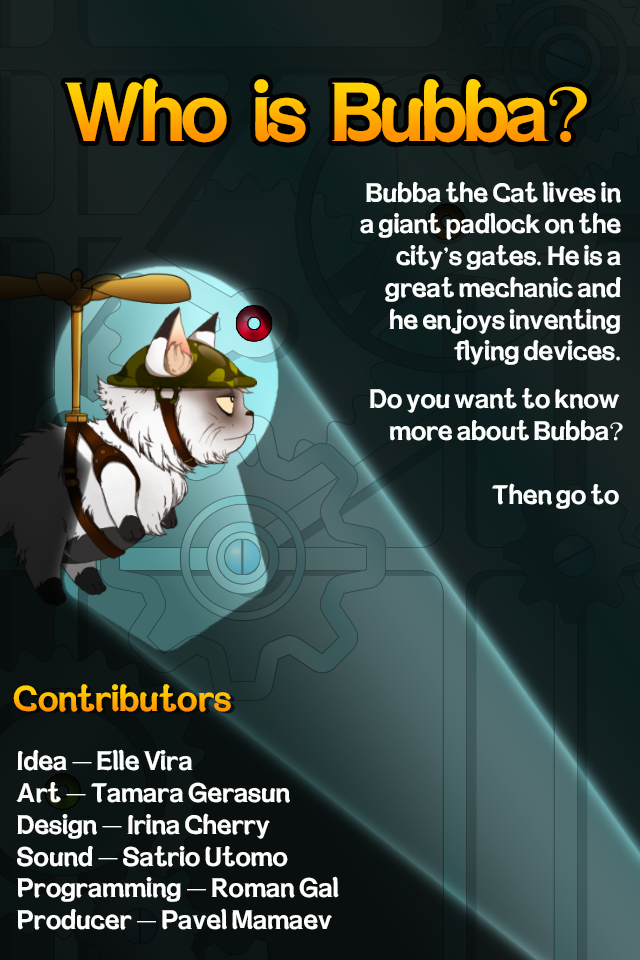 Who is Bubba?
Bubba the Cat lives in
a giant padlock on the
city's gates. He is a
great mechanic and
he enjoys inventing
flying devices.
Do you want to know
more about Bubba?
Then go to
Contributors
Idea — Elle Vira
Art — Tamara Gerasun
Design — Irina Cherry
Sound — Satrio Utomo
Programming — Roman Gal
Producer — Pavel Mamaev